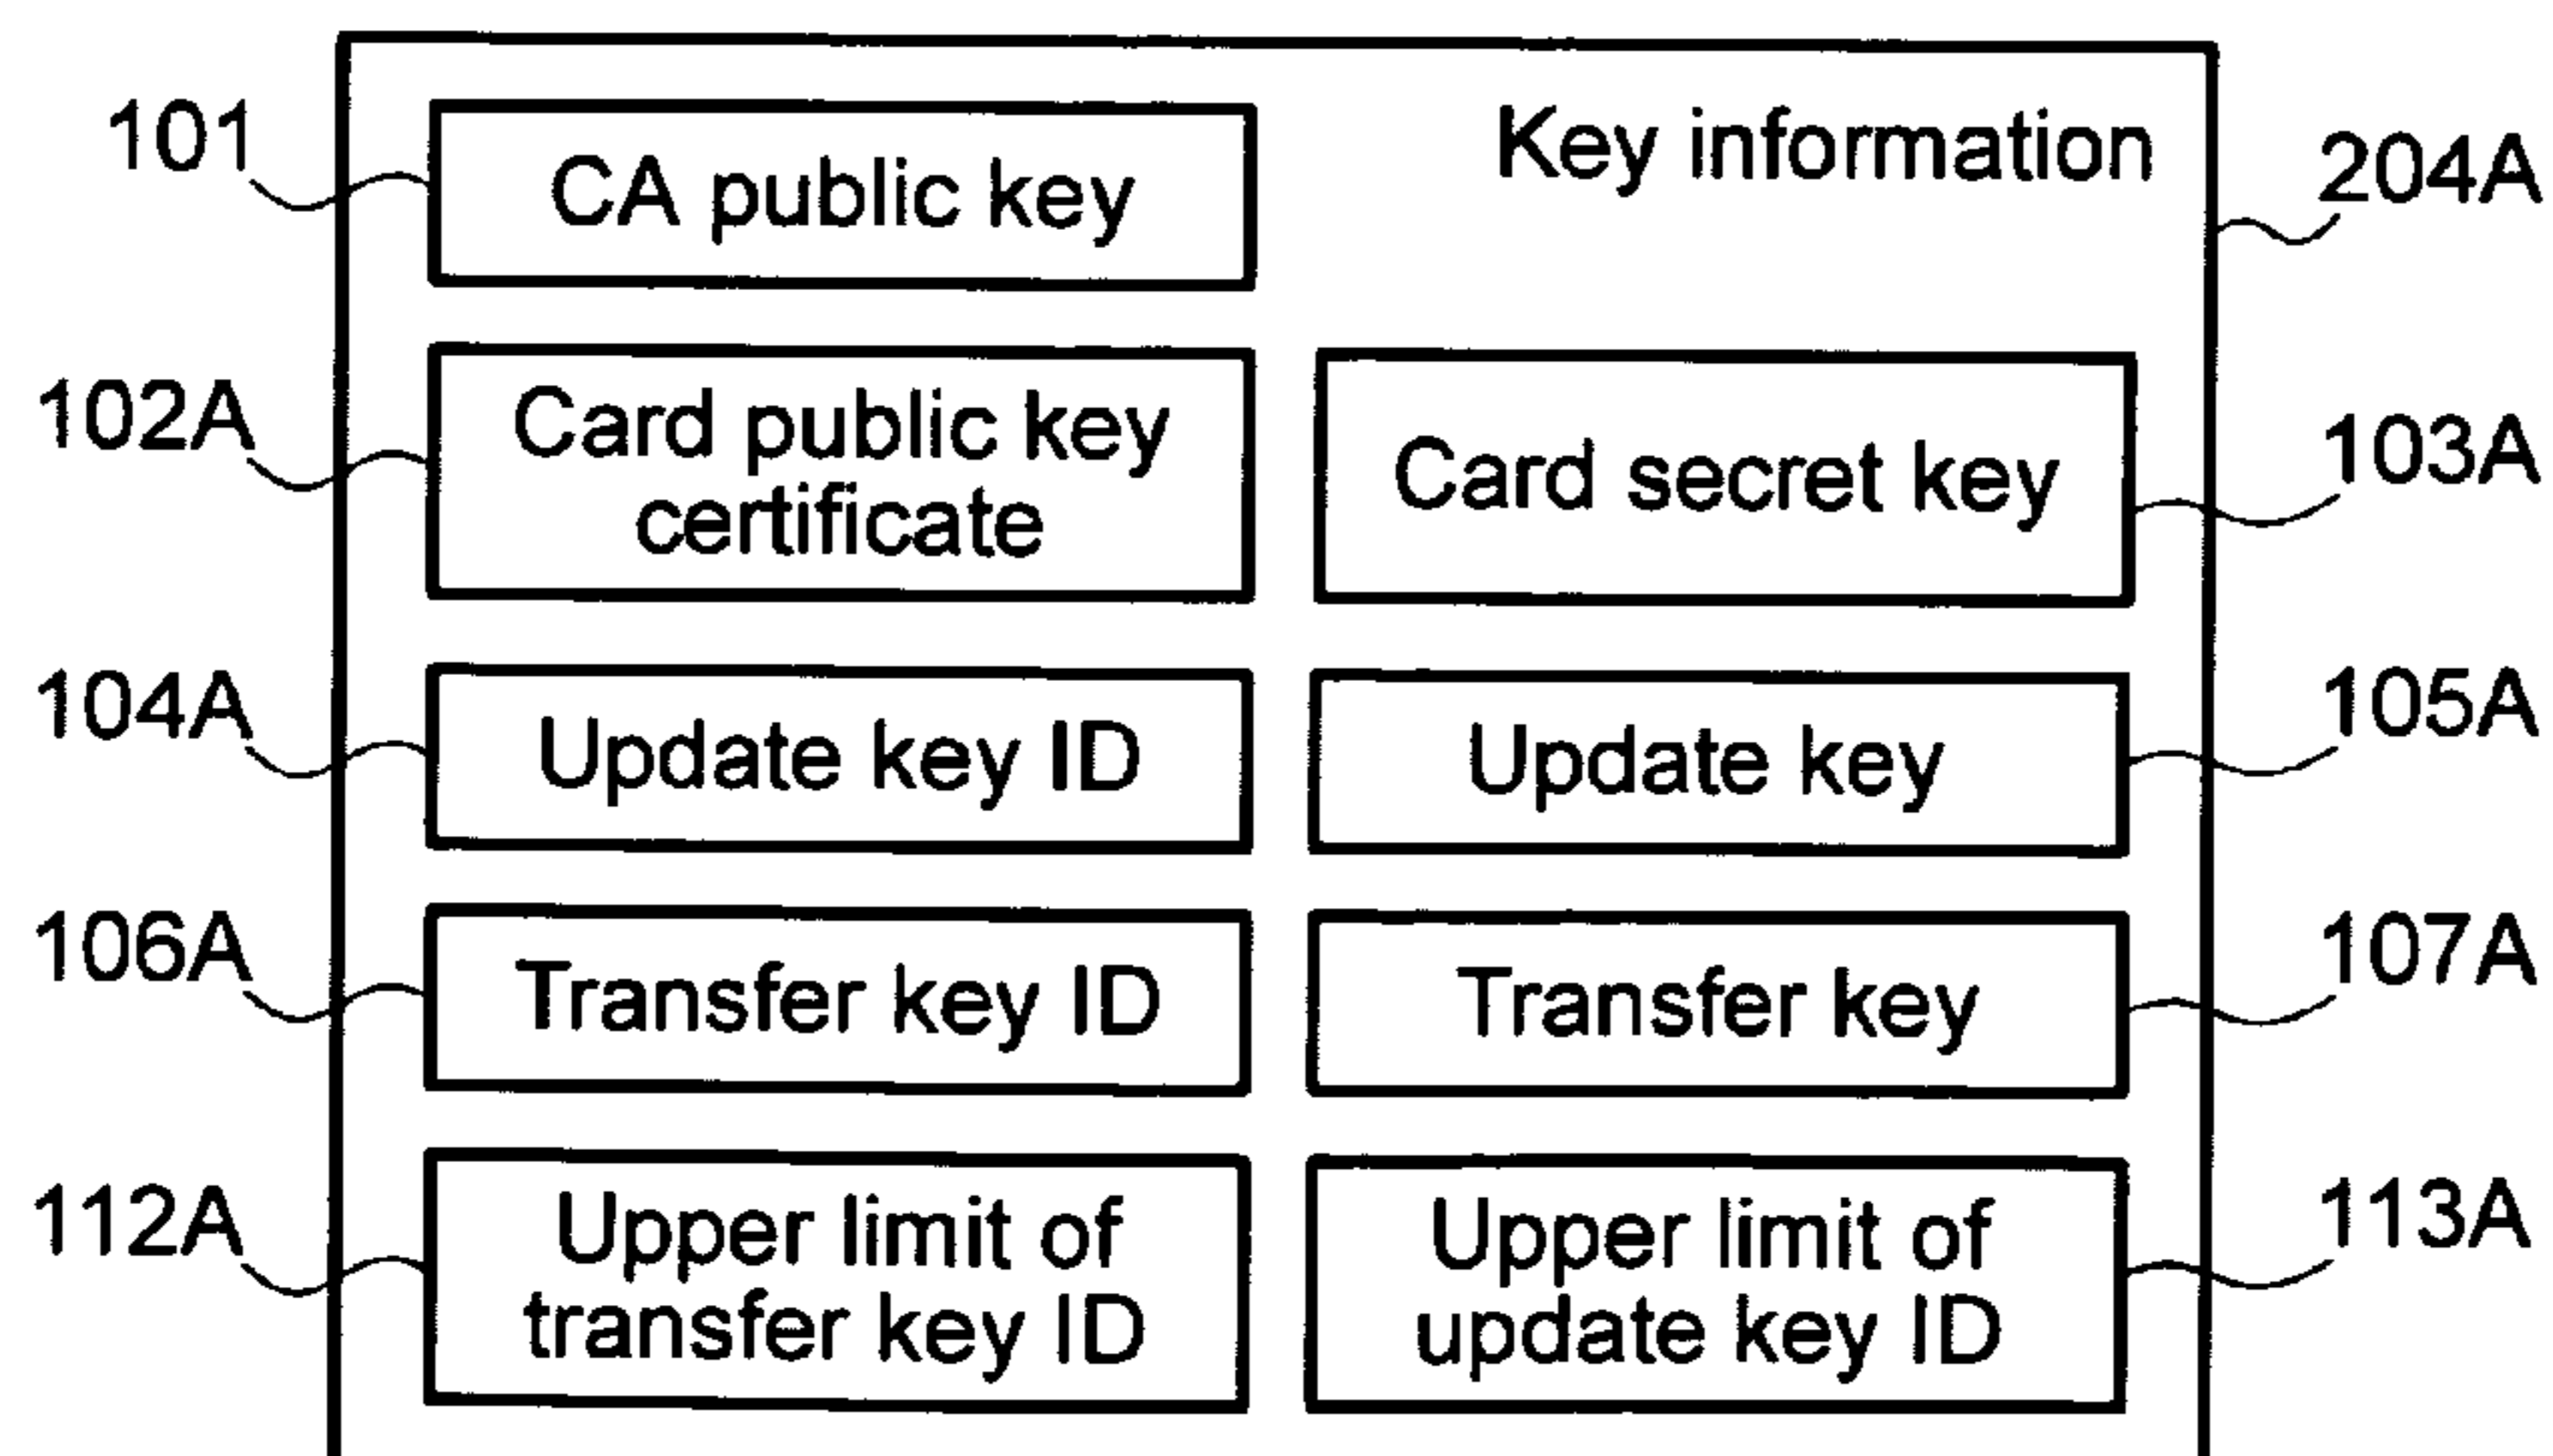 101
CA public key
Key information
204A
102A
Card public key
certificate
Card secret key
103A
104A
Update key ID
Update key
105A
106A
Transfer key ID
Transfer key
107A
112A
Upper limit of
transfer key ID
Upper limit of
update key ID
113A